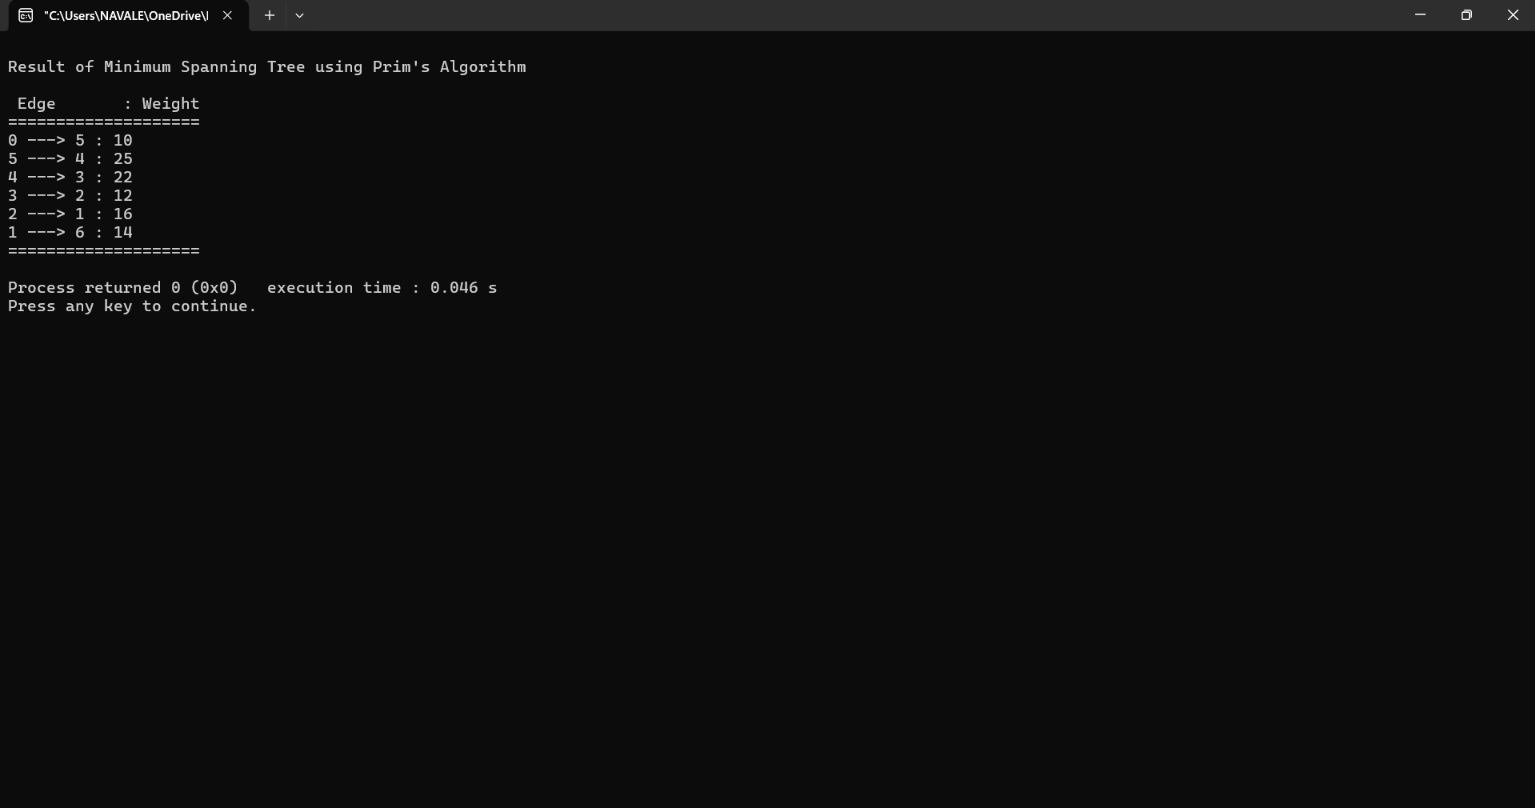 "C:\Users\NAVALE\OneDrive\
Result of Minimum Spanning Tree using Prim's Algorithm
 Edge       : Weight
====================
0 ---> 5 : 10
5 ---> 4 : 25
4 ---> 3 : 22
3 ---> 2 : 12
2 ---> 1 : 16
1 ---> 6 : 14
====================
Process returned 0 (0x0)   execution time : 0.046 s
Press any key to continue.